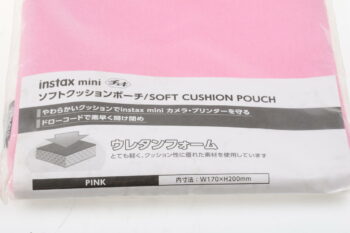 instax mini チェキ
ソフトクッションポーチ/SOFT CUSHION POUCH
やわらかいクッションでinstax mini カメラ・プリンターを守る
ドローコードで素早く開け閉め
ウレタンフォーム
とても軽く、クッション性に優れた素材を使用しています
PINK
内寸法：W170×H200mm